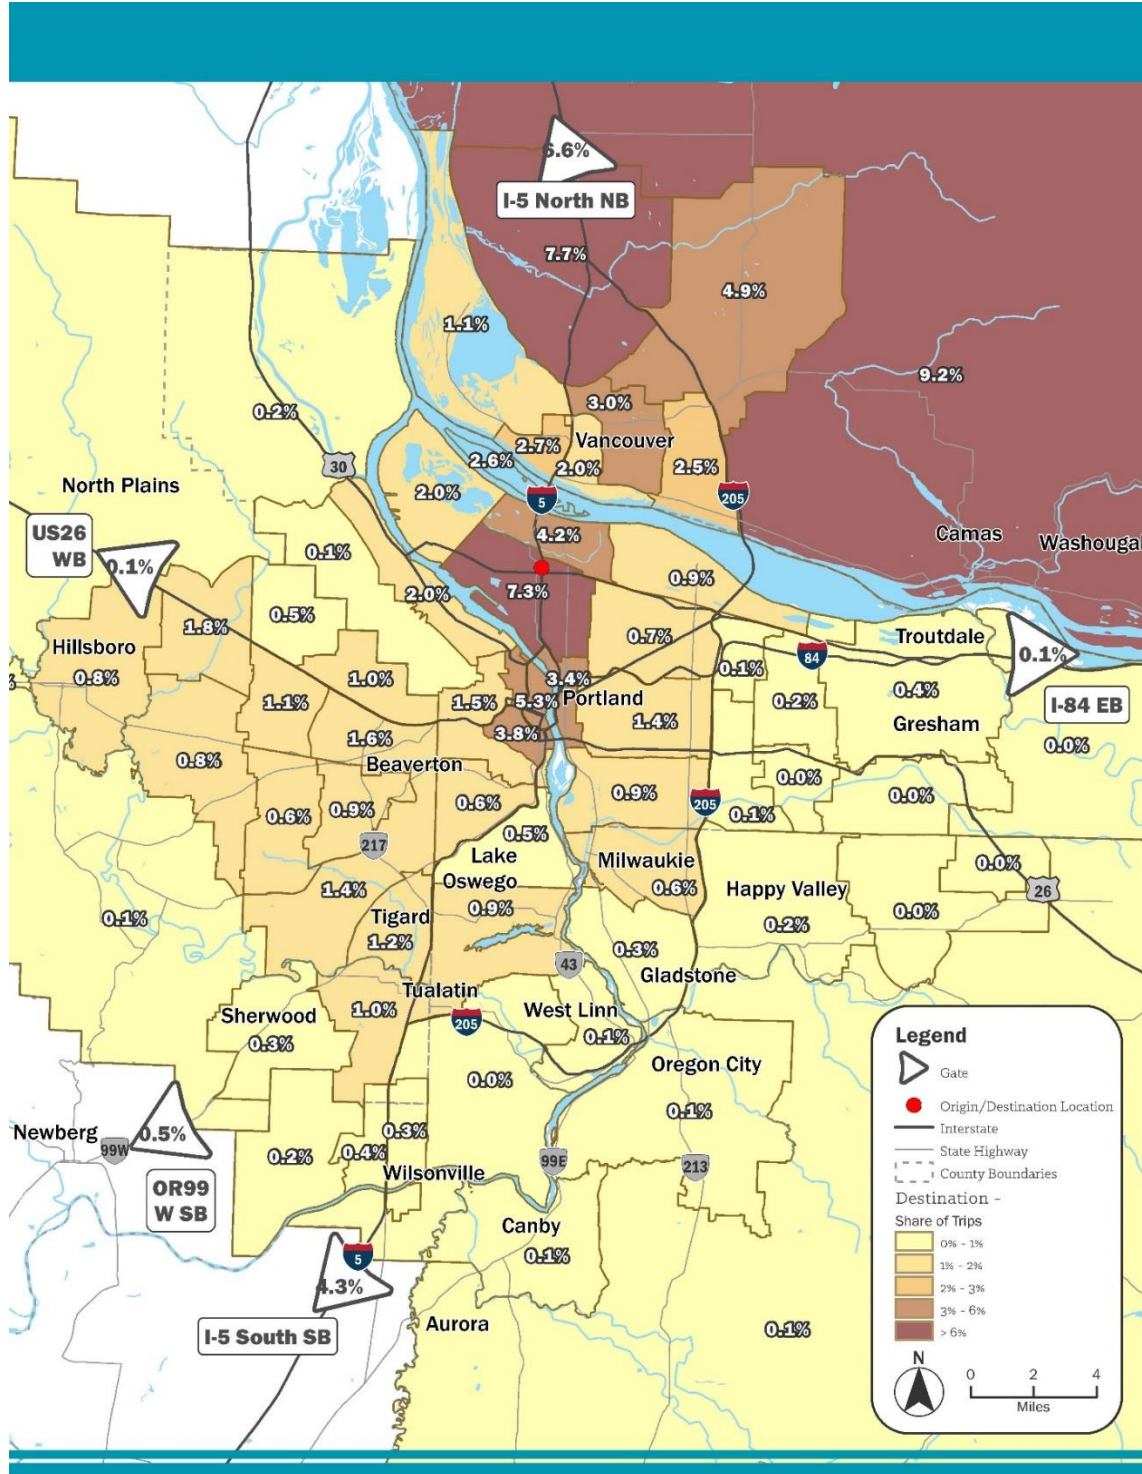 6.6%
I-5 North NB
7.7%
4.9%
1.1%
9.2%
3.0%
0.2%
2.7%
Vancouver
2.6%
2.0%
2.5%
30
North Plains
2.0%
5
205
US26
WB
4.2%
Camas
0.1%
Washougal
0.1%
0.9%
2.0%
7.3%
0.5%
1.8%
0.7%
Troutdale
Hillsboro
84
0.1%
0.1%
0.8%
1.0%
3.4%
0.4%
I-84 EB
1.1%
1.5%
5.3%
Portland
0.2%
Gresham
1.6%
3.8%
1.4%
0.0%
0.8%
Beaverton
0.0%
0.6%
0.9%
0.6%
0.9%
205
0.1%
0.0%
217
0.5%
Lake
Oswego
Milwaukie
0.0%
1.4%
0.6%
Happy Valley
26
0.1%
Tigard
0.9%
0.2%
0.0%
1.2%
0.3%
43
Gladstone
Tualatin
Sherwood
1.0%
205
West Linn
0.3%
0.1%
0.0%
Oregon City
0.1%
Newberg
99W
0.5%
0.2%
0.4%
0.3%
Wilsonville
99E
213
OR99
W SB
Canby
0.1%
5
4.3%
I-5 South SB
Aurora
0.1%
Legend
Gate
Origin/Destination Location
Interstate
State Highway
County Boundaries
Destination -
Share of Trips
0% - 1%
1% - 2%
2% - 3%
3% - 6%
> 6%
N
0 2 4
Miles